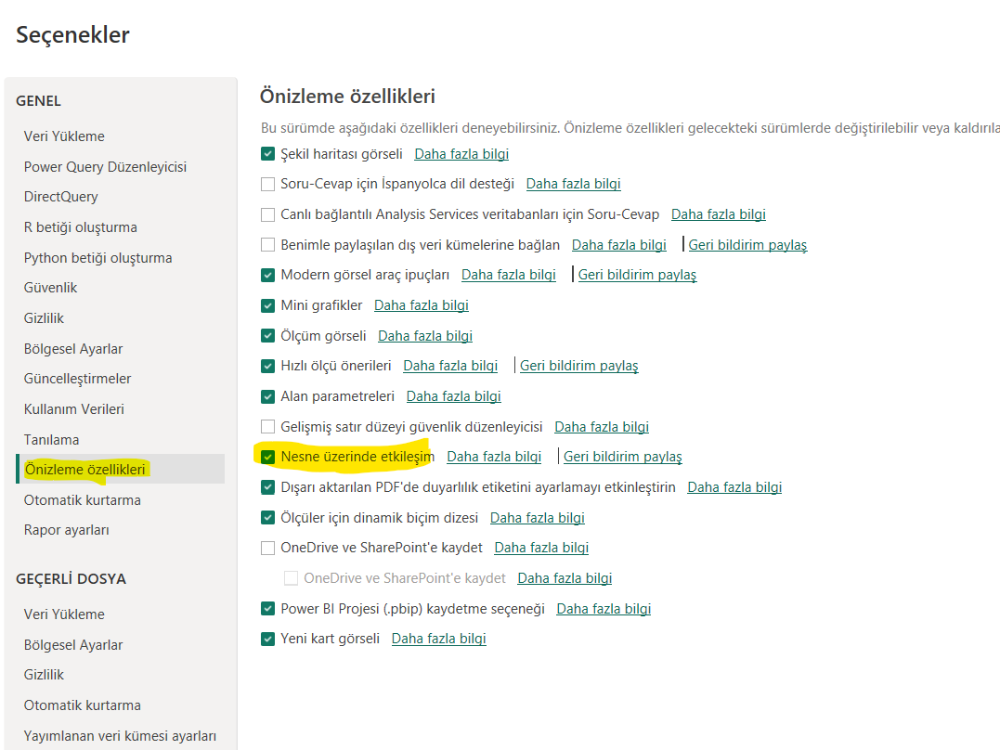 Seçenekler
GENEL
Veri Yükleme
Power Query Düzenleyicisi
DirectQuery
R betiği oluşturma
Python betiği oluşturma
Güvenlik
Gizlilik
Bölgesel Ayarlar
Güncelleştirmeler
Kullanım Verileri
Tanılama
Önizleme özellikleri
Otomatik kurtarma
Rapor ayarları
GEÇERLİ DOSYA
Veri Yükleme
Bölgesel Ayarlar
Gizlilik
Otomatik kurtarma
Yayımlanan veri kümesi ayarları
Önizleme özellikleri
Bu sürümde aşağıdaki özellikleri deneyebilirsiniz. Önizleme özellikleri gelecekteki sürümlerde değiştirilebilir veya kaldırıla
Şekil haritası görseli Daha fazla bilgi
Soru-Cevap için İspanyolca dil desteği Daha fazla bilgi
Canlı bağlantılı Analysis Services veritabanları için Soru-Cevap Daha fazla bilgi
Benimle paylaşılan dış veri kümelerine bağlan Daha fazla bilgi | Geri bildirim paylaş
Modern görsel araç ipuçları Daha fazla bilgi | Geri bildirim paylaş
Mini grafikler Daha fazla bilgi
Ölçüm görseli Daha fazla bilgi
Hızlı ölçü önerileri Daha fazla bilgi | Geri bildirim paylaş
Alan parametreleri Daha fazla bilgi
Gelişmiş satır düzeyi güvenlik düzenleyicisi Daha fazla bilgi
Nesne üzerinde etkileşim Daha fazla bilgi | Geri bildirim paylaş
Dışarı aktarılan PDF'de duyarlılık etiketini ayarlamayı etkinleştirin Daha fazla bilgi
Ölçüler için dinamik biçim dizesi Daha fazla bilgi
OneDrive ve SharePoint'e kaydet Daha fazla bilgi
OneDrive ve SharePoint'e kaydet Daha fazla bilgi
Power BI Projesi (.pbip) kaydetme seçeneği Daha fazla bilgi
Yeni kart görseli Daha fazla bilgi